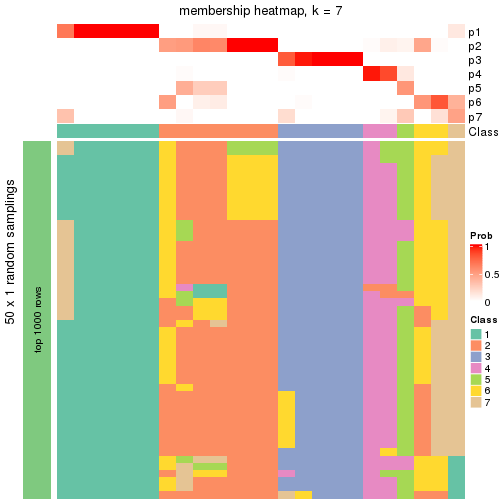 membership heatmap, k = 7
p1
p2
p3
p4
p5
p6
p7
Class
50 x 1 random samplings
top 1000 rows
Prob
1
0.5
0
Class
1
2
3
4
5
6
7